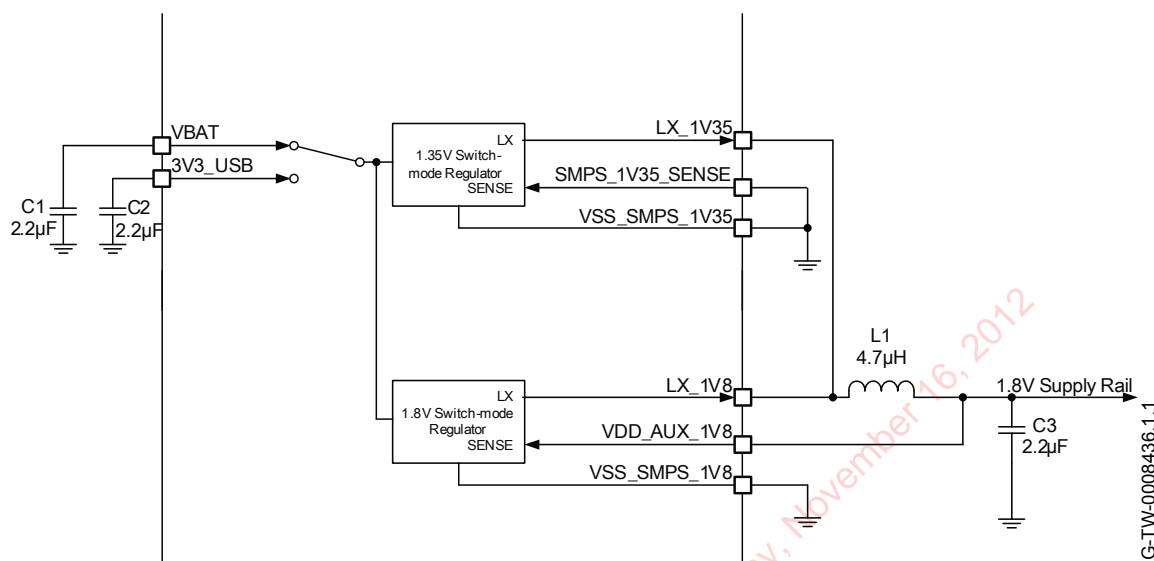 VBAT
3V3_USB
C1
2.2µF
C2
2.2µF
LX
1.35V Switch-
mode Regulator
SENSE
LX_1V35
SMPS_1V35_SENSE
VSS_SMPS_1V35
LX
1.8V Switch-mode
Regulator
SENSE
LX_1V8
VDD_AUX_1V8
VSS_SMPS_1V8
L1
4.7µH
1.8V Supply Rail
C3
2.2µF
November 16, 2012
G-TW-0008436.1.1